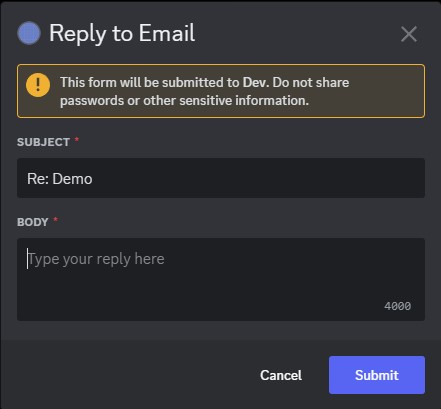 Reply to Email
This form will be submitted to Dev. Do not share
passwords or other sensitive information.
SUBJECT *
Re: Demo
BODY *
Type your reply here
4000
Cancel
Submit